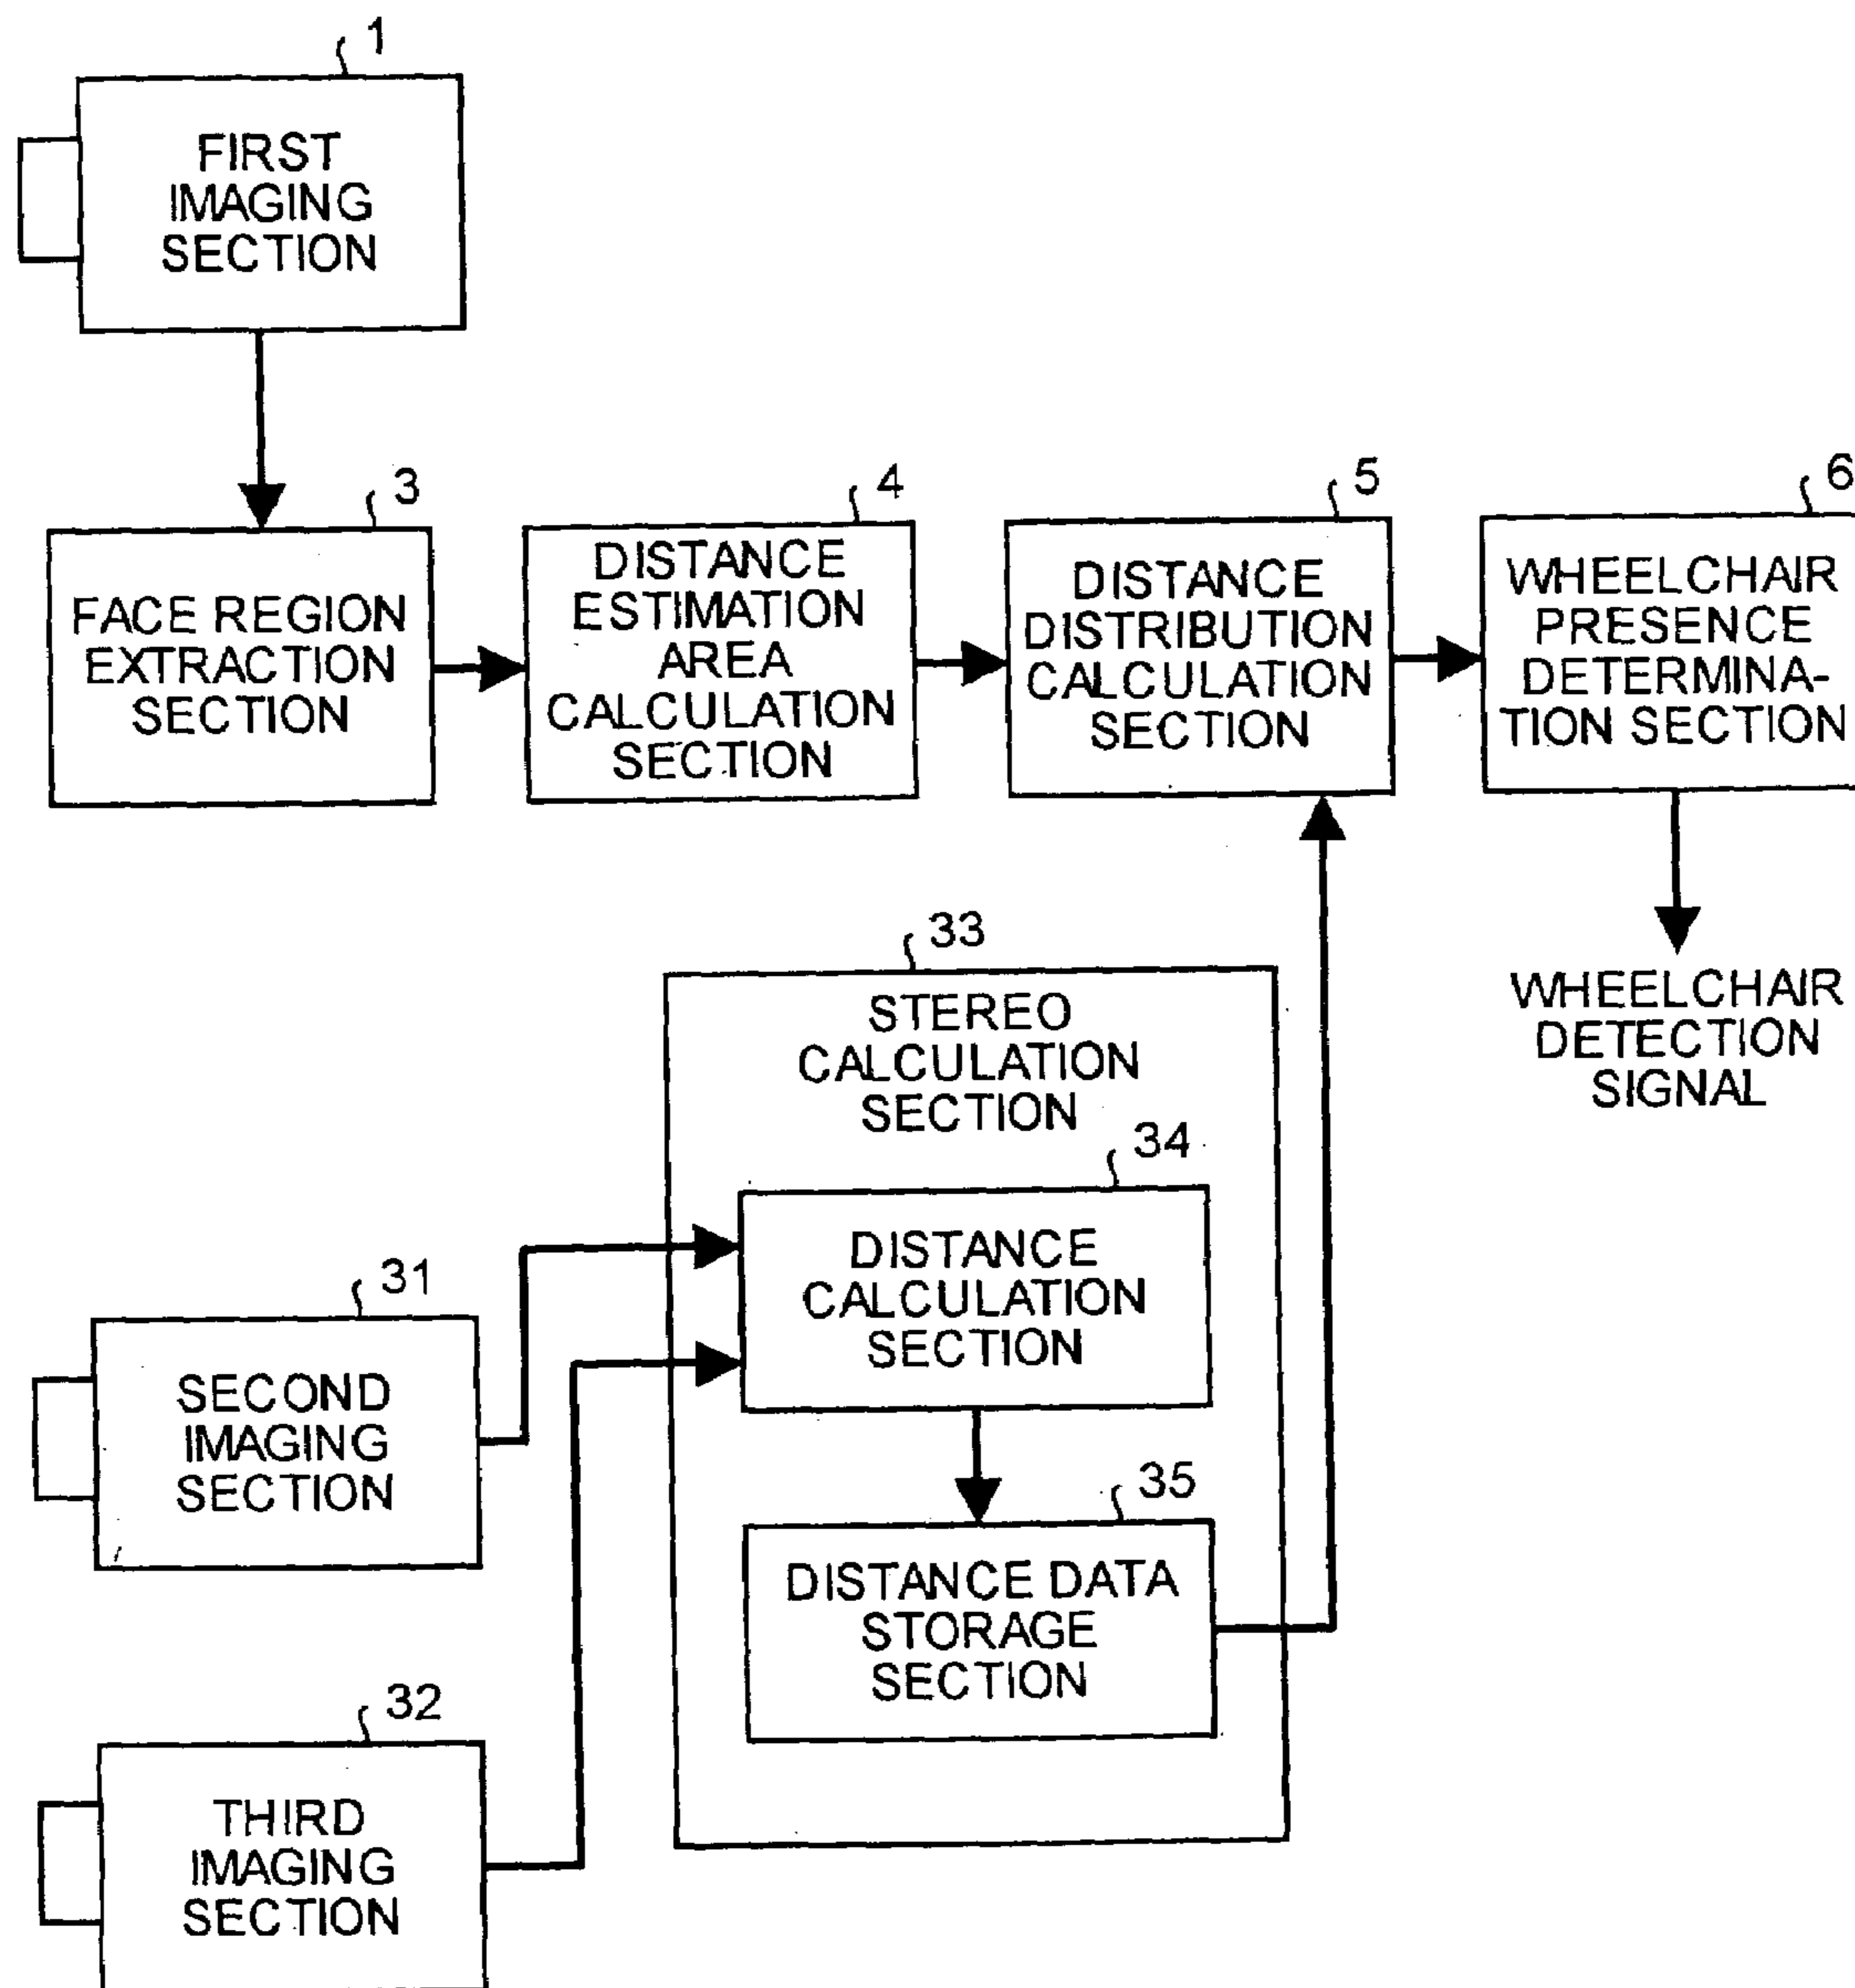 1
FIRST
IMAGING
SECTION
3
FACE REGION
EXTRACTION
SECTION
4
DISTANCE
ESTIMATION
AREA
CALCULATION
SECTION
5
DISTANCE
DISTRIBUTION
CALCULATION
SECTION
6
WHEELCHAIR
PRESENCE
DETERMINA-
TION SECTION
WHEELCHAIR
DETECTION
SIGNAL
33
STEREO
CALCULATION
SECTION
34
DISTANCE
CALCULATION
SECTION
35
DISTANCE DATA
STORAGE
SECTION
31
SECOND
IMAGING
SECTION
32
THIRD
IMAGING
SECTION